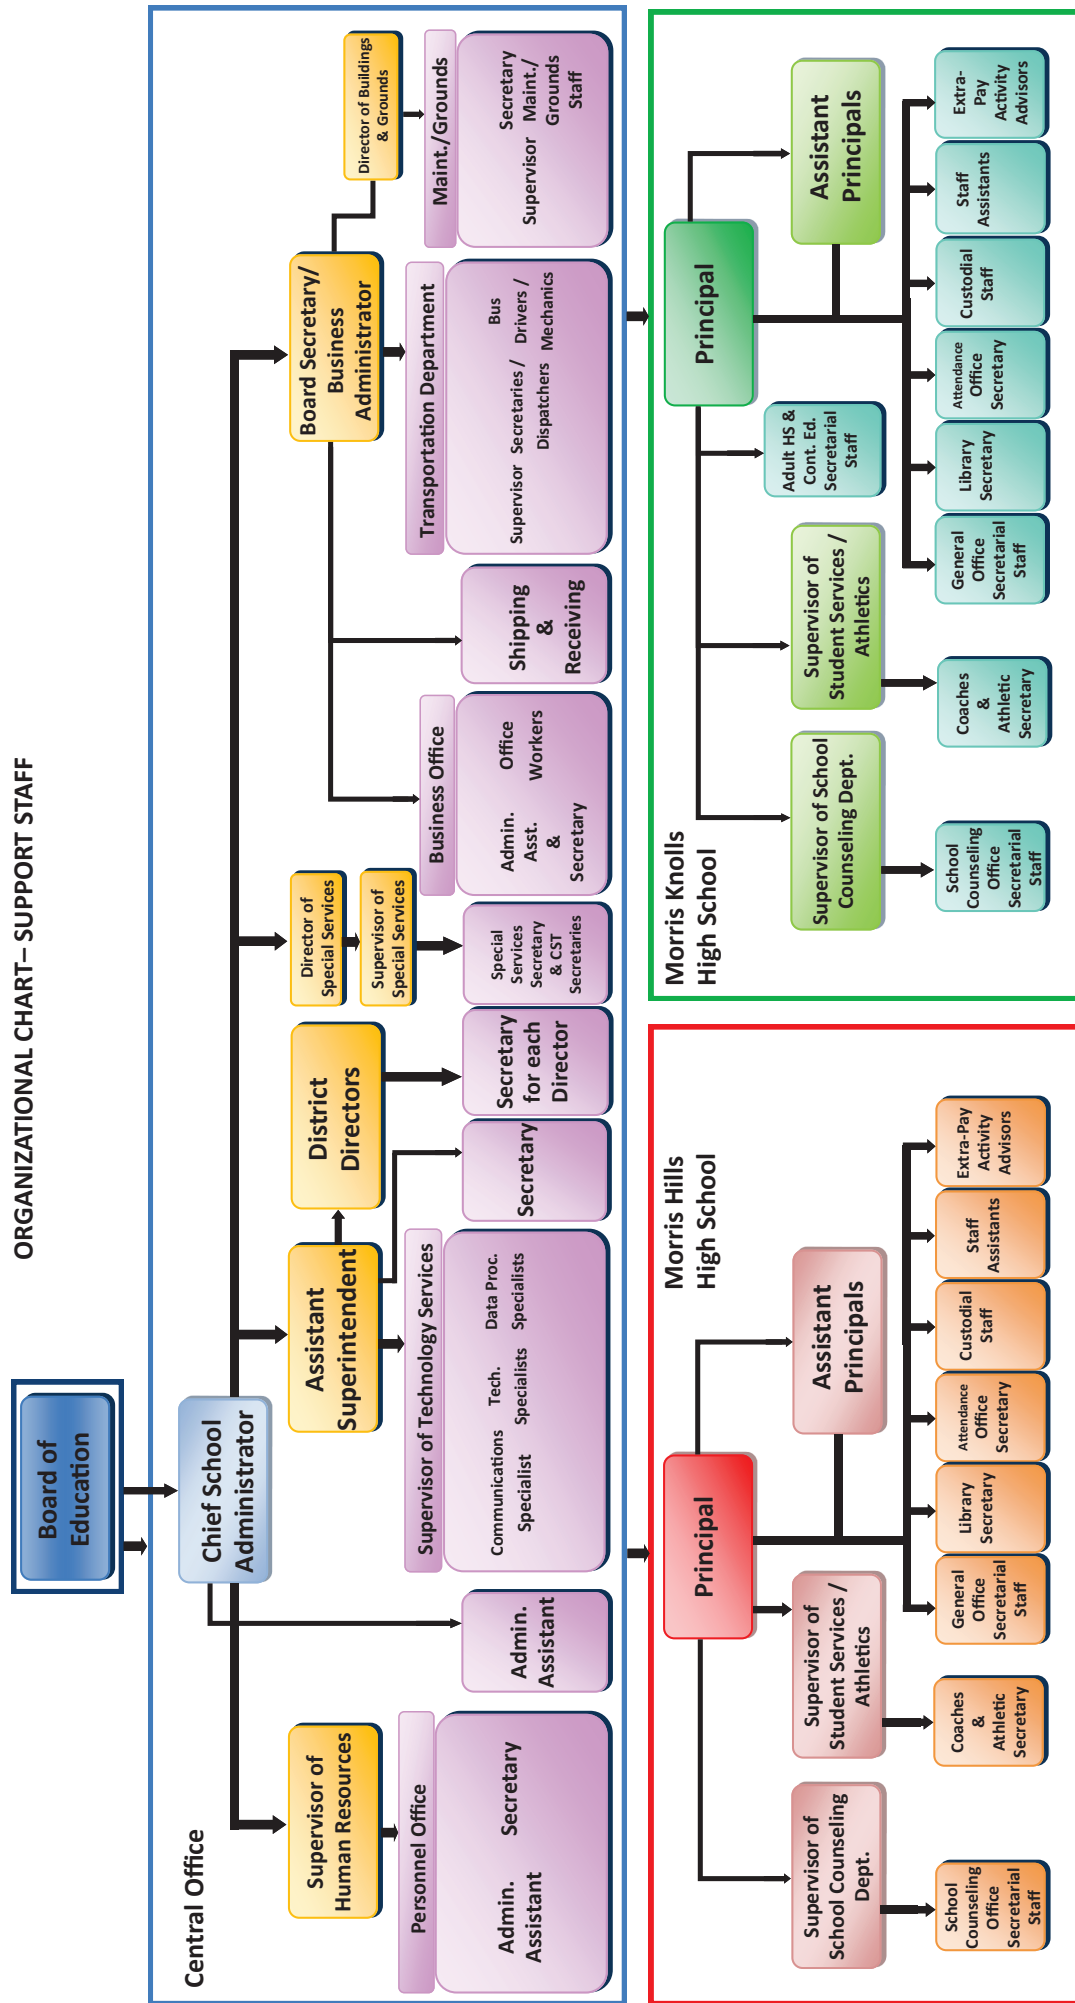 ORGANIZATIONAL CHART– SUPPORT STAFF
Board of
Education
Central Office
Chief School
Administrator
Supervisor of
Human Resources
Assistant
Superintendent
District
Directors
Director of
Special Services
Supervisor of
Special Services
Board Secretary/
Business
Administrator
Director of Buildings
& Grounds
Personnel Office
Admin.
Assistant
Secretary
Admin.
Assistant
Supervisor of Technology Services
Communications
Specialist
Tech.
Specialists
Data Proc.
Specialists
Secretary
Secretary
for each
Director
Special
Services
Secretary
& CST
Secretaries
Business Office
Admin.
Asst.
&
Secretary
Office
Workers
Shipping
&
Receiving
Transportation Department
Supervisor
Secretaries /
Dispatchers
Bus
Drivers /
Mechanics
Maint./Grounds
Supervisor
Secretary
Maint./
Grounds
Staff
Morris Hills
High School
Principal
Supervisor of
School Counseling
Dept.
Supervisor of
Student Services /
Athletics
Assistant
Principals
School
Counseling
Office
Secretarial
Staff
Coaches
&
Athletic
Secretary
General
Office
Secretarial
Staff
Library
Secretary
Attendance
Office
Secretary
Custodial
Staff
Staff
Assistants
Extra-Pay
Activity
Advisors
Morris Knolls
High School
Principal
Supervisor of School
Counseling Dept.
Supervisor of
Student Services /
Athletics
Adult HS &
Cont. Ed.
Secretarial
Staff
Assistant
Principals
School
Counseling
Office
Secretarial
Staff
Coaches
&
Athletic
Secretary
General
Office
Secretarial
Staff
Library
Secretary
Attendance
Office
Secretary
Custodial
Staff
Staff
Assistants
Extra-
Pay
Activity
Advisors